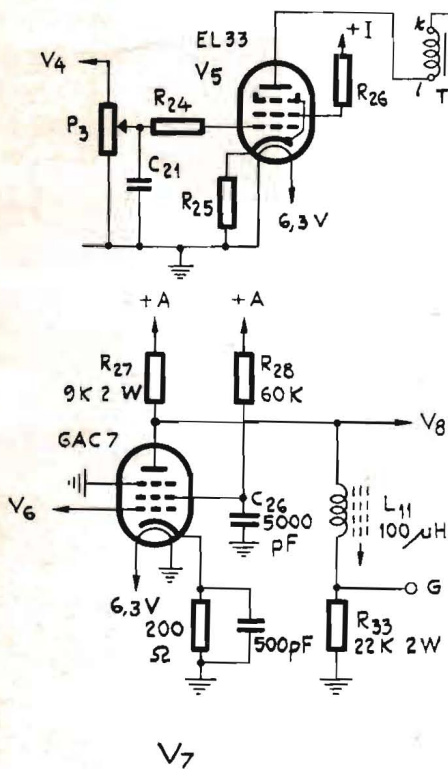 EL33
V5
+I
k
V4
R24
R26
i
T
P3
C21
R25
6,3 V
+A
+A
R27
9K 2 W
R28
60K
6AC7
V8
V6
C26
5000
pF
L11
100 µH
G
6,3 V
200
Ω
500pF
R33
22K 2W
V7